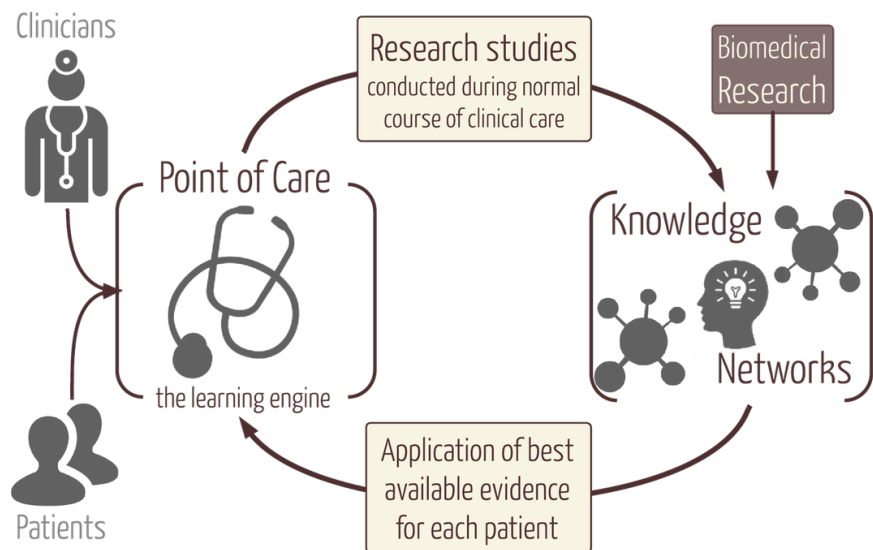 Clinicians
Research studies
conducted during normal
course of clinical care
Biomedical
Research
Point of Care
Knowledge
Networks
the learning engine
Application of best
available evidence
for each patient
Patients